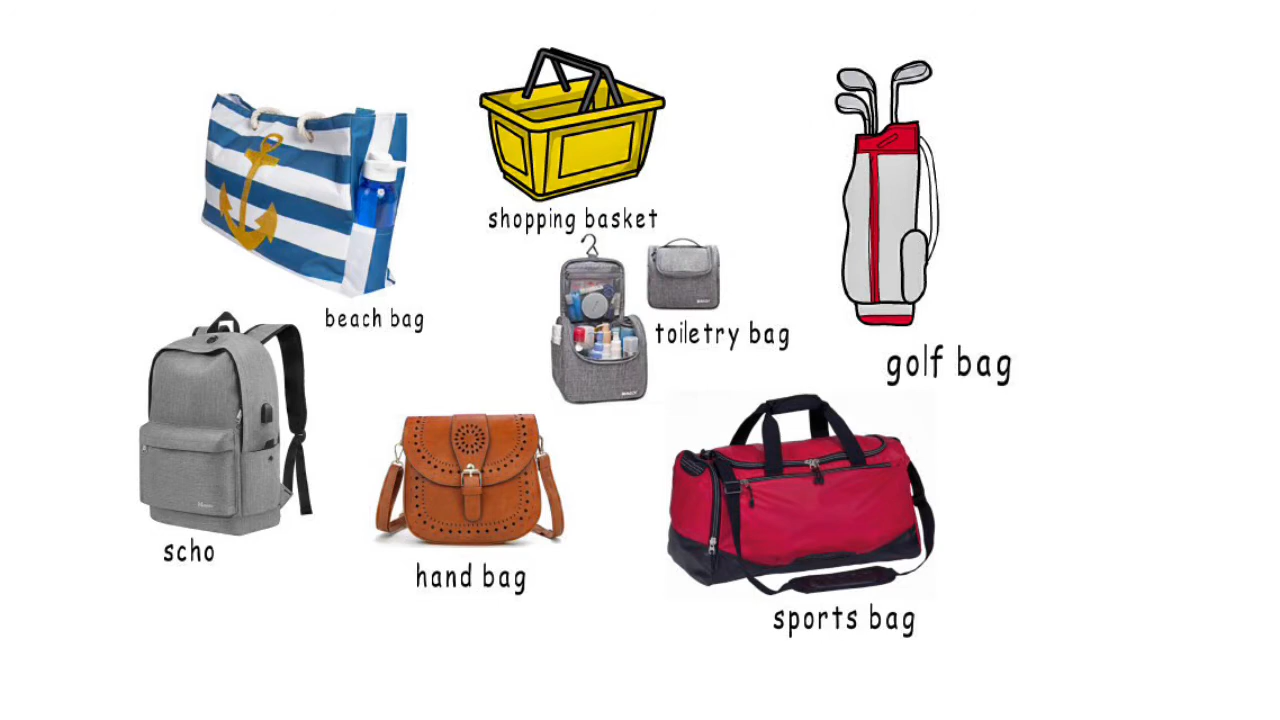 shopping basket
beach bag
toiletry bag
golf bag
scho
hand bag
sports bag